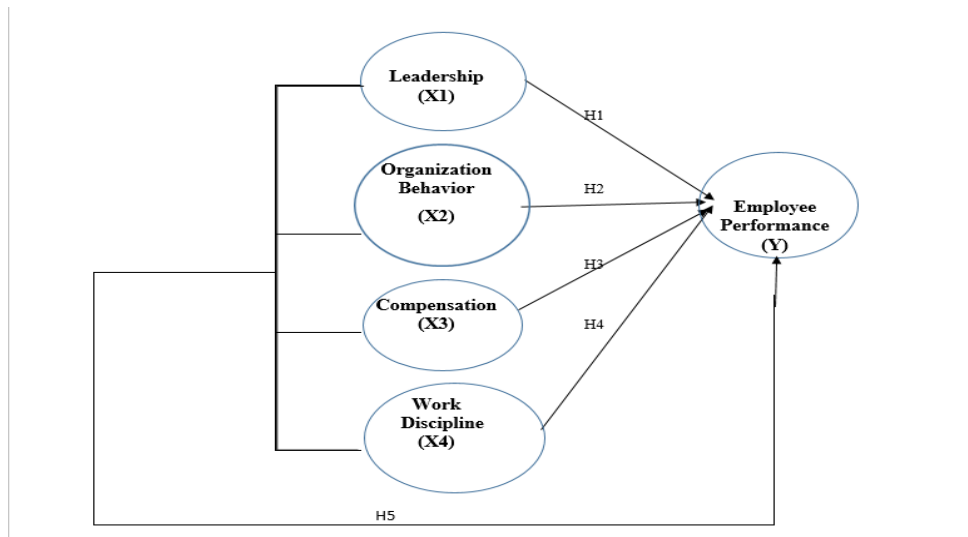 Leadership
(X1)
H1
Organization
Behavior
(X2)
H2
Employee
Performance
(Y)
H3
Compensation
(X3)
H4
Work
Discipline
(X4)
H5